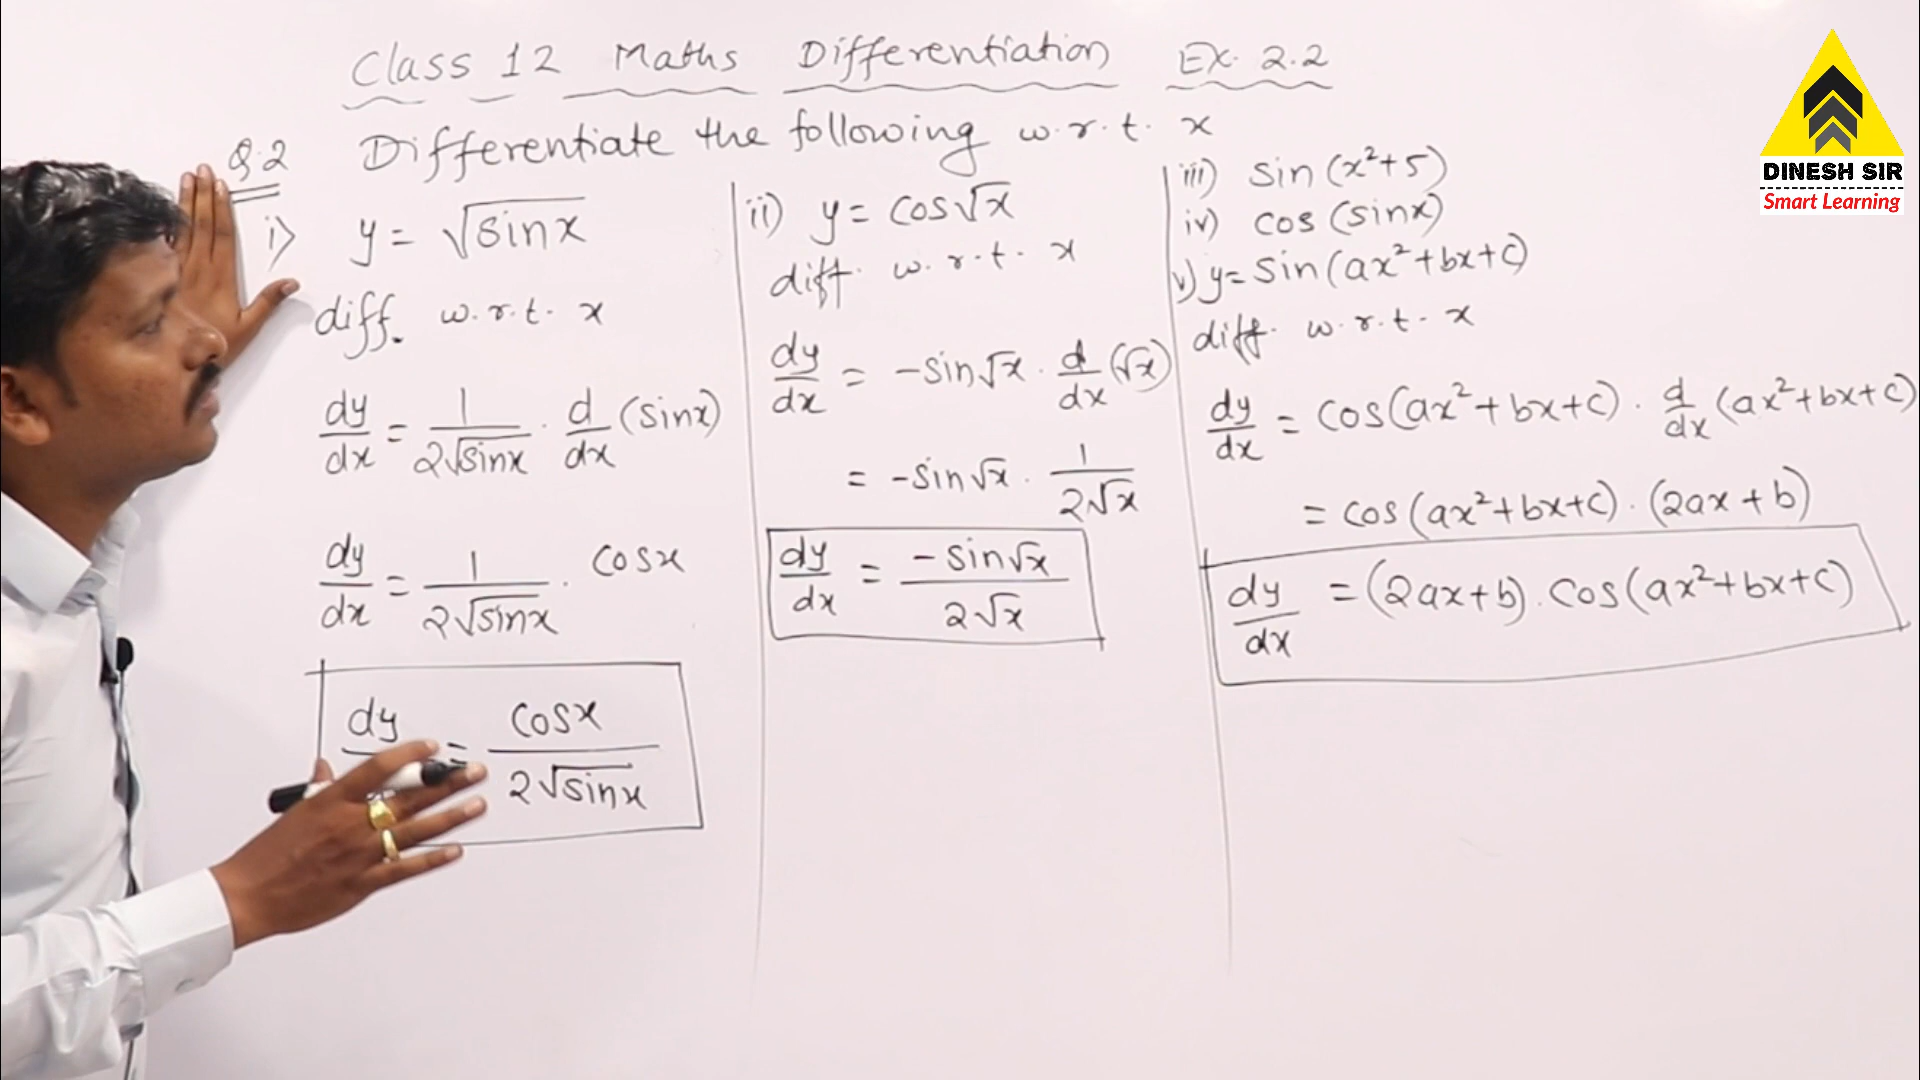 Class 12 Maths Differentiation Ex. 2.2
Q.2 Differentiate the following w.r.t. x
i) y = √sinx
diff. w.r.t. x
dy/dx = 1/2√sinx · d/dx (sinx)
dy/dx = 1/2√sinx · cosx
dy = cosx/2√sinx
ii) y = cos√x
diff. w.r.t. x
dy/dx = -sin√x · d/dx (√x)
= -sin√x · 1/2√x
dy/dx = -sin√x/2√x
iii) sin(x²+5)
iv) cos(sinx)
v) y = sin(ax²+bx+c)
diff. w.r.t. x
dy/dx = cos(ax²+bx+c) · d/dx (ax²+bx+c)
= cos(ax²+bx+c) · (2ax+b)
dy/dx = (2ax+b) · cos(ax²+bx+c)
DINESH SIR
Smart Learning